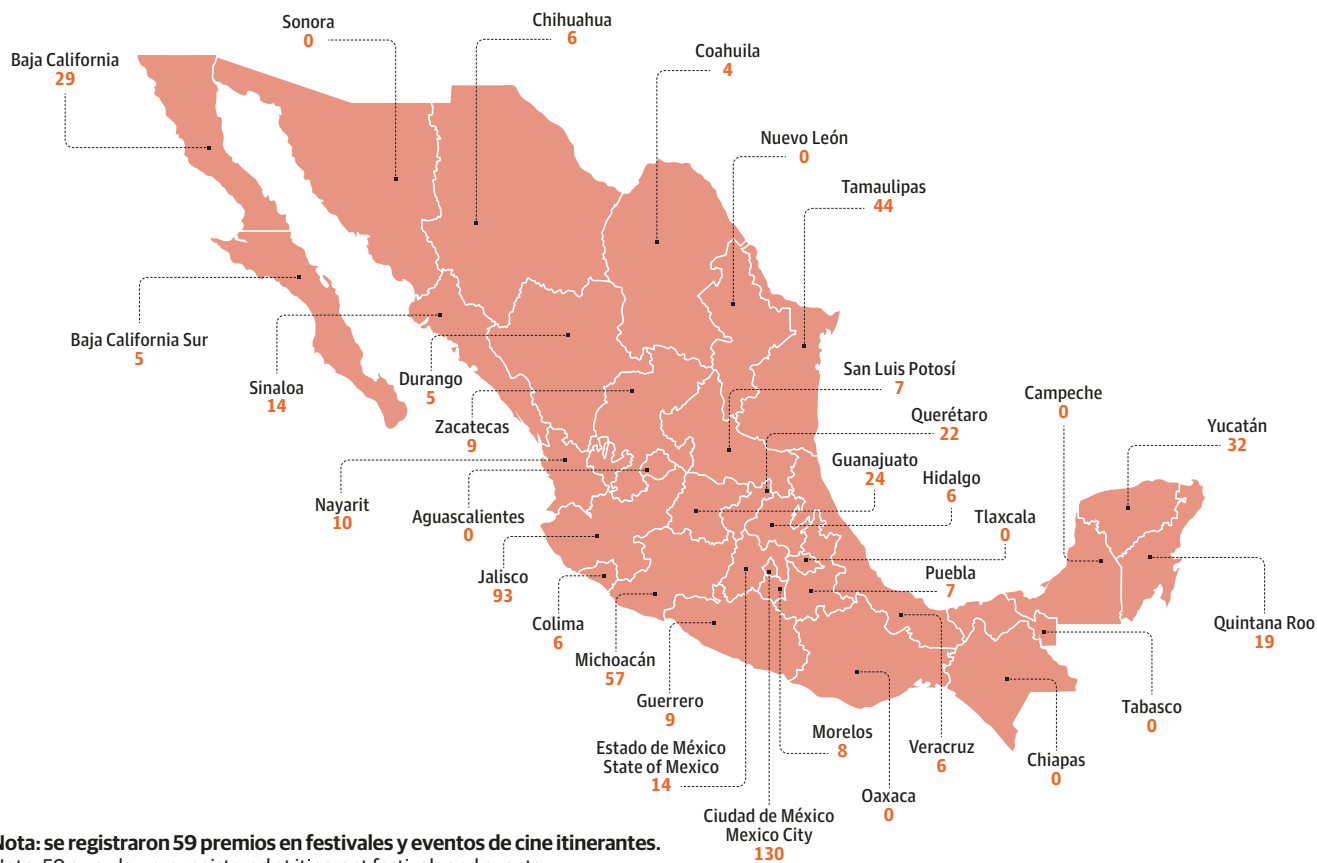 Sonora
0
Chihuahua
6
Coahuila
4
Baja California
29
Nuevo León
0
Tamaulipas
44
Baja California Sur
5
Sinaloa
14
Durango
5
Zacatecas
9
San Luis Potosí
7
Querétaro
22
Campeche
0
Yucatán
32
Guanajuato
24
Hidalgo
6
Nayarit
10
Aguascalientes
0
Tlaxcala
0
Jalisco
93
Puebla
7
Colima
6
Quintana Roo
19
Michoacán
57
Guerrero
9
Tabasco
0
Morelos
8
Veracruz
6
Chiapas
0
Estado de México
State of Mexico
14
Oaxaca
0
Ciudad de México
Mexico City
130
Nota: se registraron 59 premios en festivales y eventos de cine itinerantes.